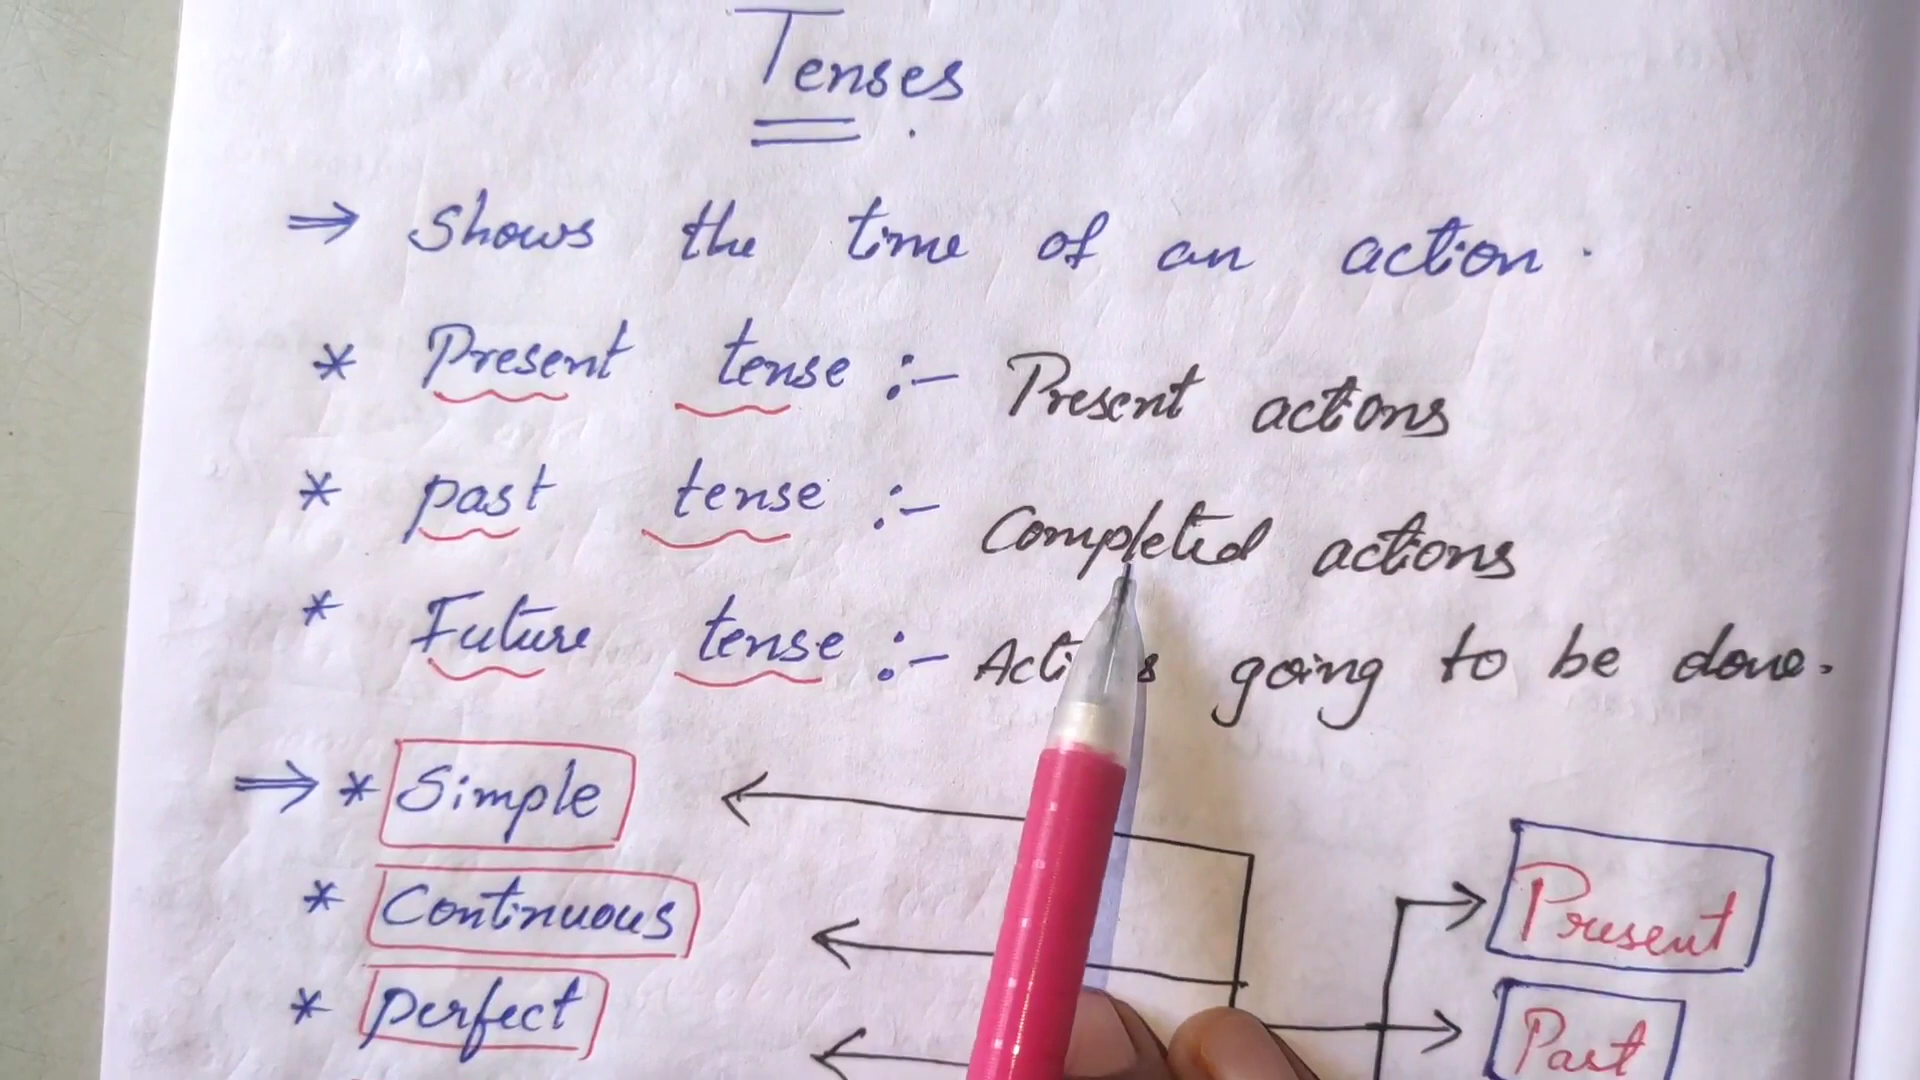 Tenses
⇒ Shows the time of an action.
* Present tense :- Present actions
* past tense :- Completed actions
* Future tense :- going to be done.
⇒ * Simple
* Continuous
Present
* perfect
Past